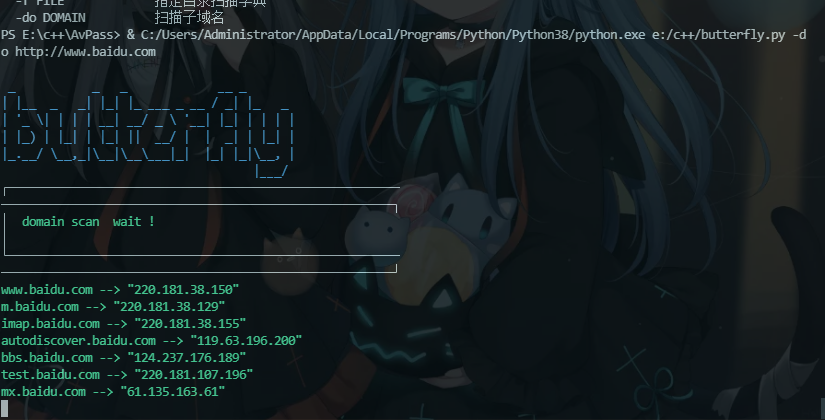 -f FILE 指定目录扫描字典
-do DOMAIN 扫描子域名
PS E:\c++\AvPass> & C:/Users/Administrator/AppData/Local/Programs/Python/Python38/python.exe e:/c++/butterfly.py -d
o http://www.baidu.com
butterfly
domain scan wait !
www.baidu.com --> "220.181.38.150"
m.baidu.com --> "220.181.38.129"
imap.baidu.com --> "220.181.38.155"
autodiscover.baidu.com --> "119.63.196.200"
bbs.baidu.com --> "124.237.176.189"
test.baidu.com --> "220.181.107.196"
mx.baidu.com --> "61.135.163.61"